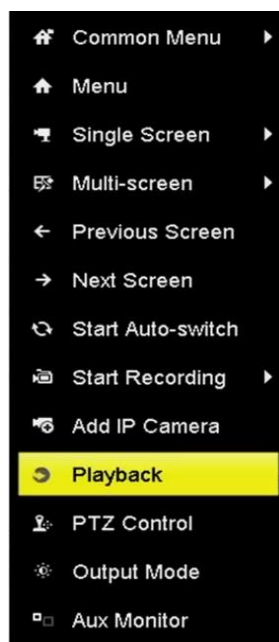 Common Menu
Menu
Single Screen
Multi-screen
Previous Screen
Next Screen
Start Auto-switch
Start Recording
Add IP Camera
Playback
PTZ Control
Output Mode
Aux Monitor